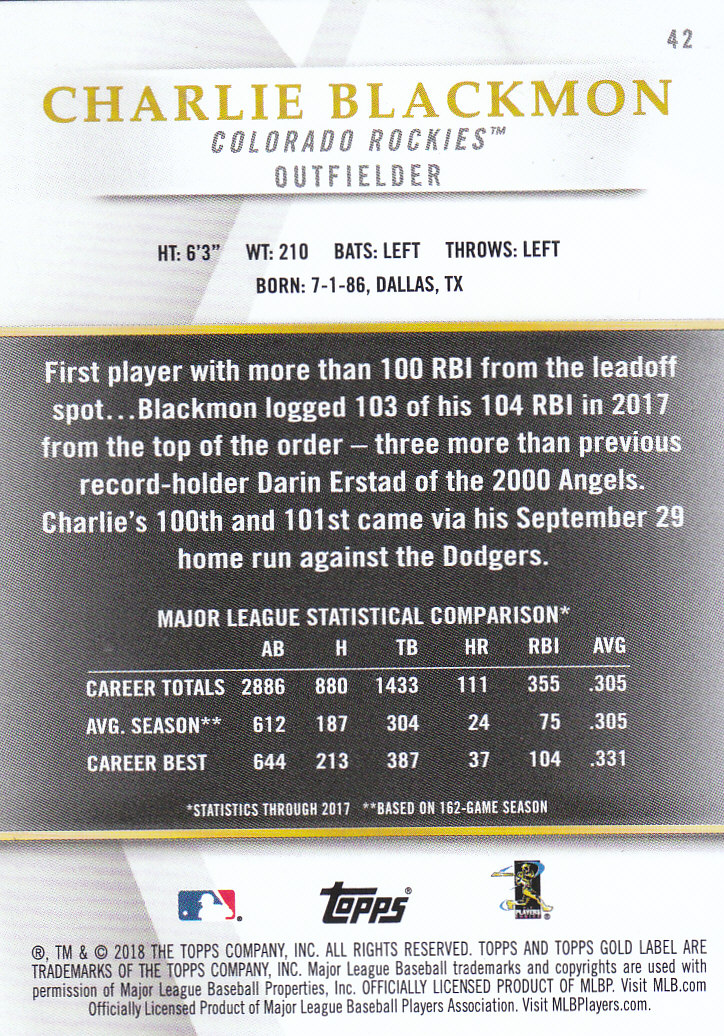 42
CHARLIE BLACKMON
COLORADO ROCKIES™
OUTFIELDER
HT: 6'3" WT: 210 BATS: LEFT THROWS: LEFT
BORN: 7-1-86, DALLAS, TX
First player with more than 100 RBI from the leadoff
spot...Blackmon logged 103 of his 104 RBI in 2017
from the top of the order – three more than previous
record-holder Darin Erstad of the 2000 Angels.
Charlie's 100th and 101st came via his September 29
home run against the Dodgers.
MAJOR LEAGUE STATISTICAL COMPARISON*
AB H TB HR RBI AVG
CAREER TOTALS 2886 880 1433 111 355 .305
AVG. SEASON** 612 187 304 24 75 .305
CAREER BEST 644 213 387 37 104 .331
*STATISTICS THROUGH 2017 **BASED ON 162-GAME SEASON
topps®
PLAYERS
®, TM & © 2018 THE TOPPS COMPANY, INC. ALL RIGHTS RESERVED. TOPPS AND TOPPS GOLD LABEL ARE
TRADEMARKS OF THE TOPPS COMPANY, INC. Major League Baseball trademarks and copyrights are used with
permission of Major League Baseball Properties, Inc. OFFICIALLY LICENSED PRODUCT OF MLBP. Visit MLB.com
Officially Licensed Product of Major League Baseball Players Association. Visit MLBPlayers.com.